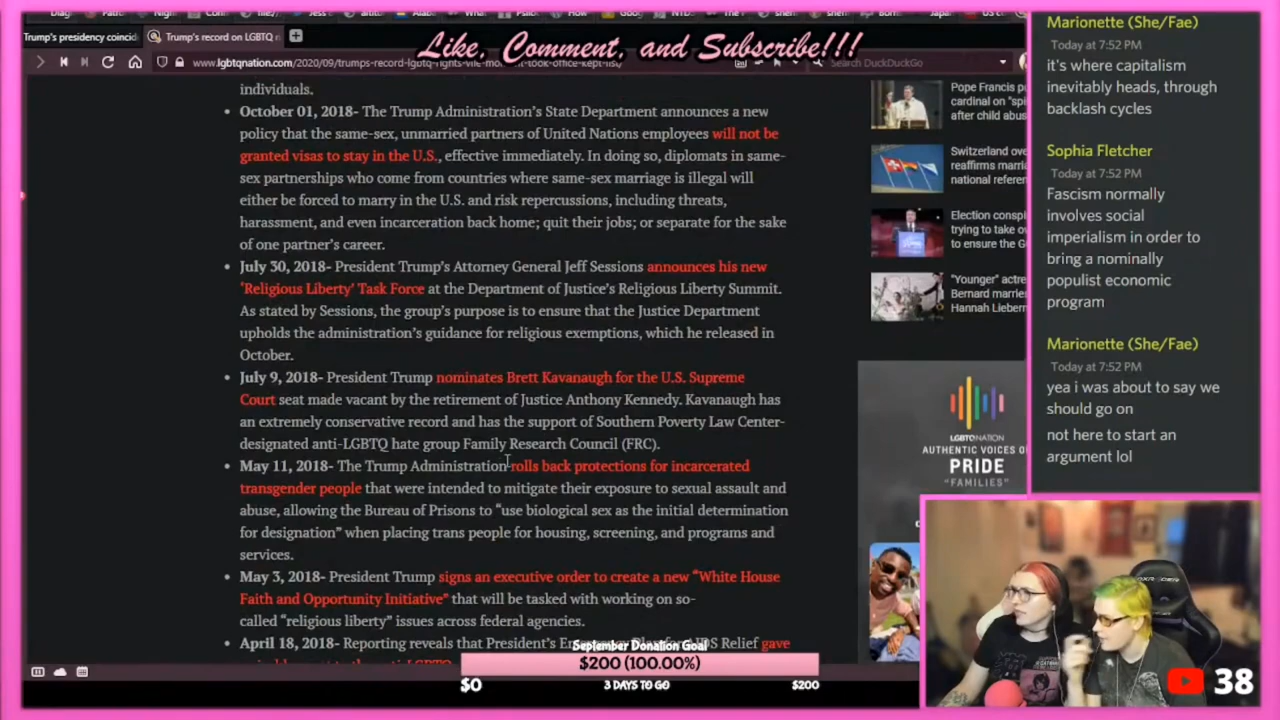 Trump's presidency coincid
Trump's record on LGBTQ r
Like, Comment, and Subscribe!!!
Search DuckDuckGo
individuals.
October 01, 2018- The Trump Administration's State Department announces a new
policy that the same-sex, unmarried partners of United Nations employees will not be
granted visas to stay in the U.S., effective immediately. In doing so, diplomats in same-
sex partnerships who come from countries where same-sex marriage is illegal will
either be forced to marry in the U.S. and risk repercussions, including threats,
harassment, and even incarceration back home; quit their jobs; or separate for the sake
of one partner's career.
July 30, 2018- President Trump's Attorney General Jeff Sessions announces his new
'Religious Liberty' Task Force at the Department of Justice's Religious Liberty Summit.
As stated by Sessions, the group's purpose is to ensure that the Justice Department
upholds the administration's guidance for religious exemptions, which he released in
October.
July 9, 2018- President Trump nominates Brett Kavanaugh for the U.S. Supreme
Court seat made vacant by the retirement of Justice Anthony Kennedy. Kavanaugh has
an extremely conservative record and has the support of Southern Poverty Law Center-
designated anti-LGBTQ hate group Family Research Council (FRC).
May 11, 2018- The Trump Administration rolls back protections for incarcerated
transgender people that were intended to mitigate their exposure to sexual assault and
abuse, allowing the Bureau of Prisons to "use biological sex as the initial determination
for designation" when placing trans people for housing, screening, and programs and
services.
May 3, 2018- President Trump signs an executive order to create a new "White House
Faith and Opportunity Initiative" that will be tasked with working on so-
called "religious liberty" issues across federal agencies.
April 18, 2018- Reporting reveals that President's Emergency Plan for AIDS Relief gave
Pope Francis pu
cardinal on "spi
after child abus
Switzerland ove
reaffirms marria
national referen
Election conspi
trying to take ov
to ensure the G
"Younger" actre
Bernard marrie
Hannah Lieberm
LGBTQ NATION
AUTHENTIC VOICES O
PRIDE
"FAMILIES"
September Donation Goal
$200 (100.00%)
$0
3 DAYS TO GO
$200
Marionette (She/Fae)
Today at 7:52 PM
it's where capitalism
inevitably heads, through
backlash cycles
Sophia Fletcher
Today at 7:52 PM
Fascism normally
involves social
imperialism in order to
bring a nominally
populist economic
program
Marionette (She/Fae)
Today at 7:52 PM
yea i was about to say we
should go on
not here to start an
argument lol
38